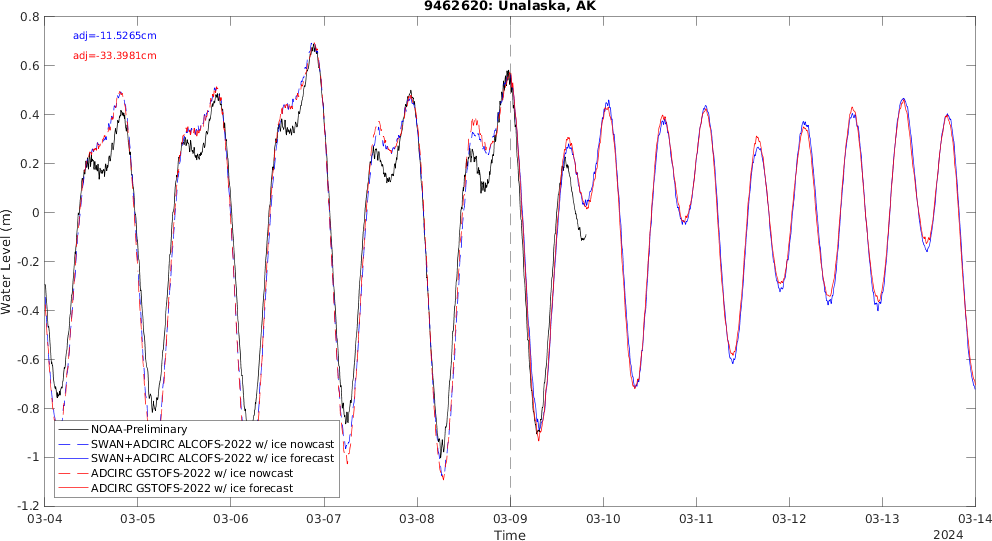 9462620: Unalaska, AK
adj=-11.5265cm
adj=-33.3981cm
Water Level (m)
0.8
0.6
0.4
0.2
0
-0.2
-0.4
-0.6
-0.8
-1
-1.2
NOAA-Preliminary
SWAN+ADCIRC ALCOFS-2022 w/ ice nowcast
SWAN+ADCIRC ALCOFS-2022 w/ ice forecast
ADCIRC GSTOFS-2022 w/ ice nowcast
ADCIRC GSTOFS-2022 w/ ice forecast
03-04 03-05 03-06 03-07 03-08 03-09 03-10 03-11 03-12 03-13 03-14
Time
2024